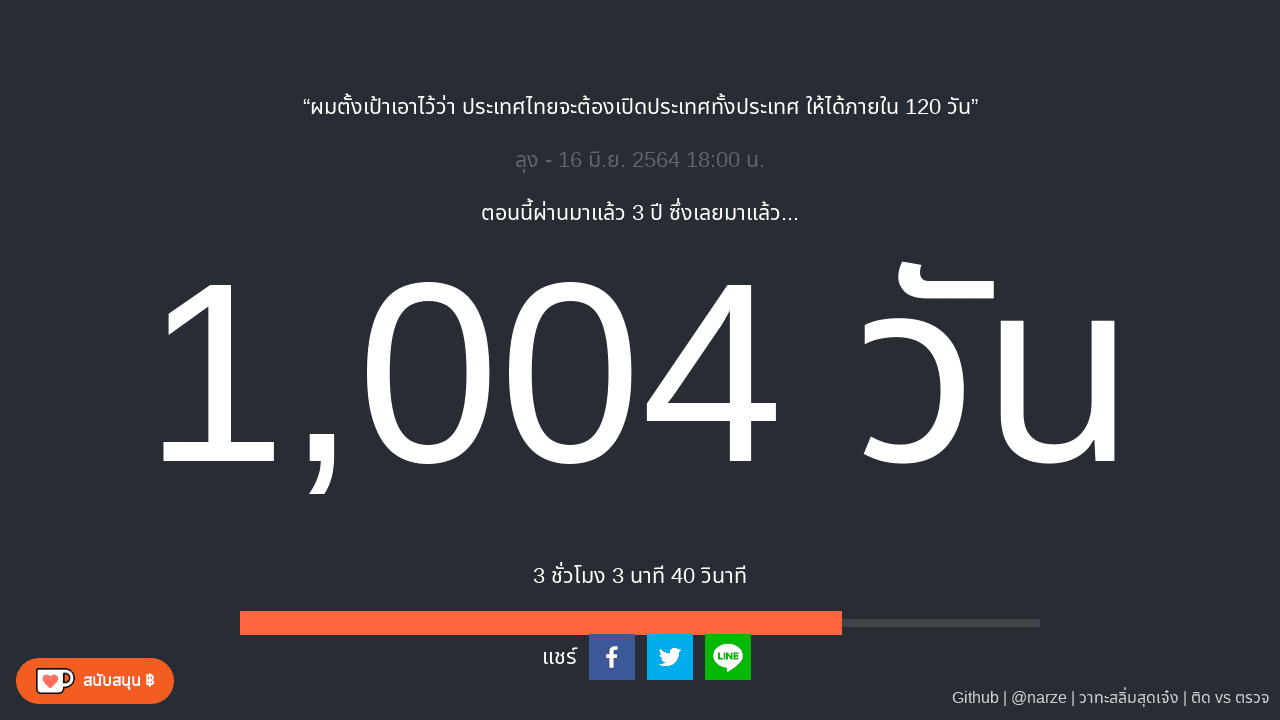 “ผมตั้งเป้าเอาไว้ว่า ประเทศไทยจะต้องเปิดประเทศทั้งประเทศ ให้ได้ภายใน 120 วัน”
ลุง - 16 มิ.ย. 2564 18:00 น.
ตอนนี้ผ่านมาแล้ว 3 ปี ซึ่งเลยมาแล้ว...
1,004 วัน
3 ชั่วโมง 3 นาที 40 วินาที
แชร์
LINE
สนับสนุน ฿
Github | @narze | วาทะสลิ่มสุดเจ๋ง | ติด vs ตรวจ